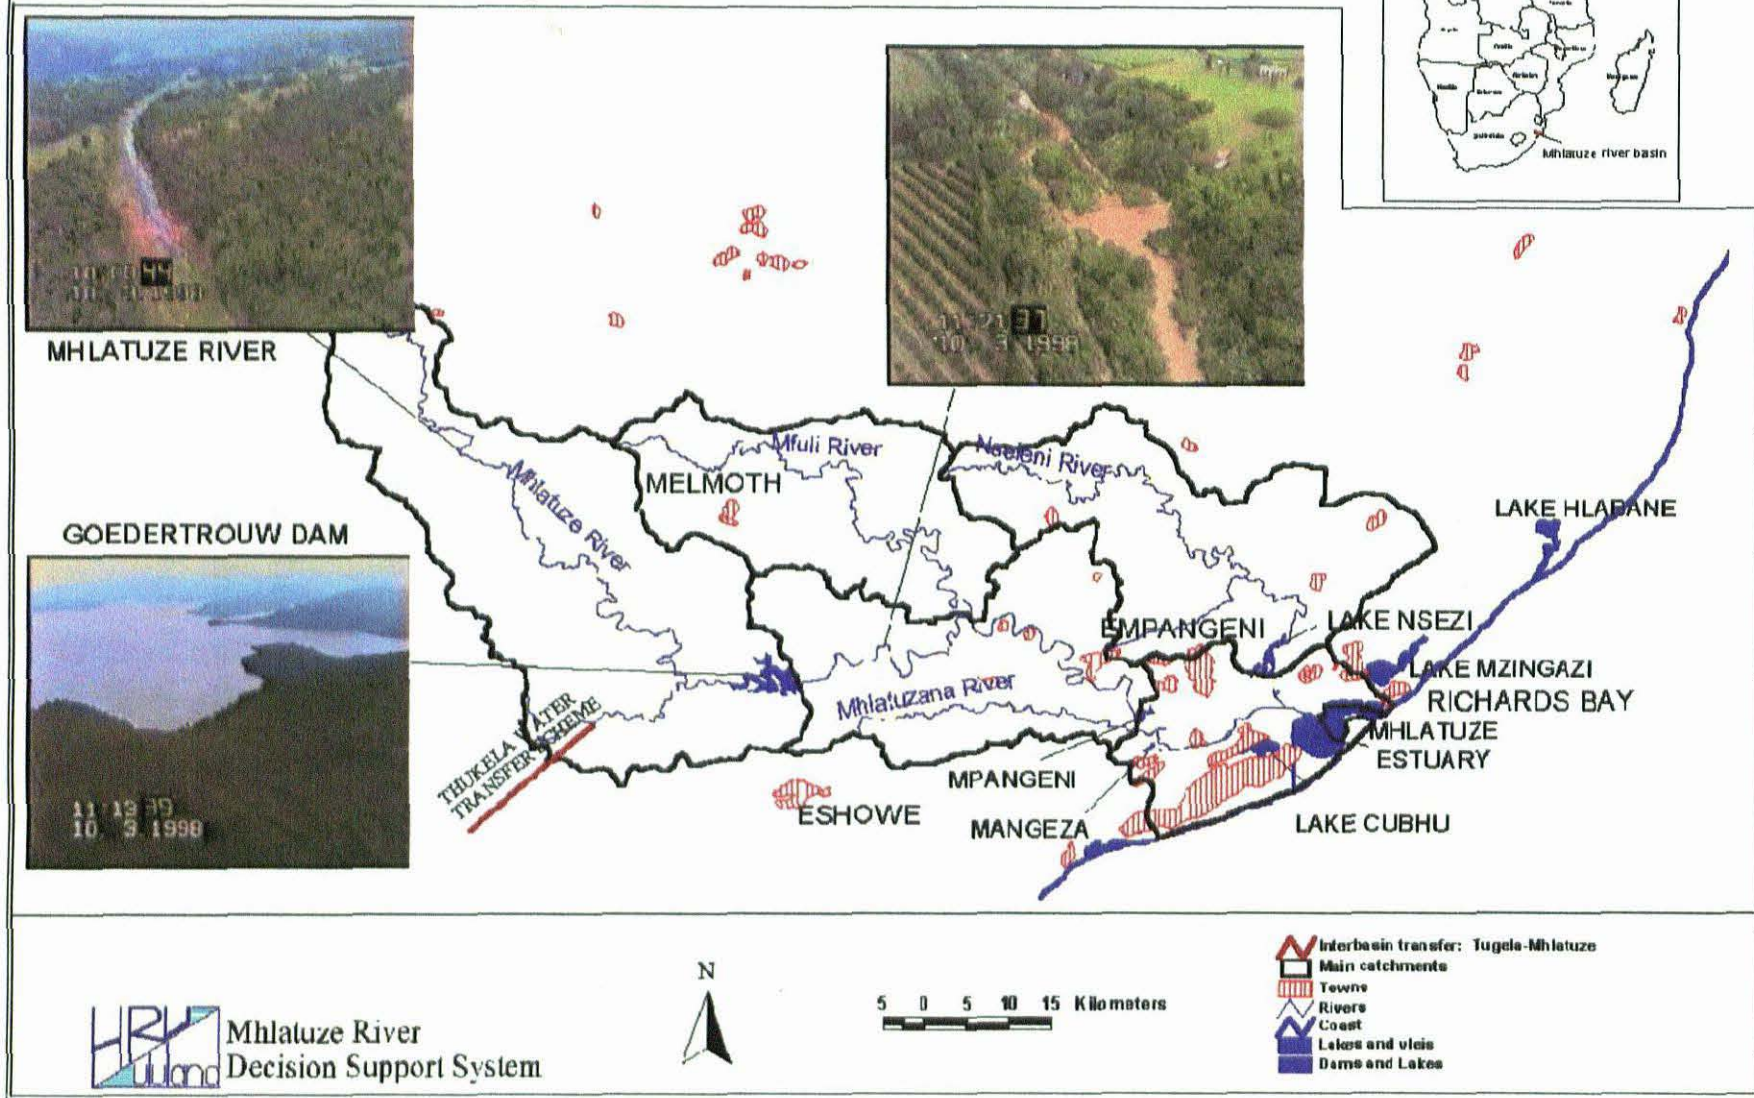 Mhlatuze river basin
MHLATUZE RIVER
11 21 37
10 3 1998
Mfuli River
Nseleni River
MELMOTH
Mhlatuze River
LAKE HLABANE
GOEDERTROUW DAM
EMPANGENI
LAKE NSEZI
LAKE MZINGAZI
RICHARDS BAY
Mhlatuzana River
MHLATUZE
ESTUARY
THUKELA WATER
TRANSFER SHEME
MPANGENI
ESHOWE
MANGEZA
LAKE CUBHU
11 13 39
10. 3.1998
N
5 0 5 10 15 Kilometers
Interbasin transfer: Tugela-Mhlatuze
Main catchments
Towns
Rivers
Coast
Lakes and vleis
Dams and Lakes
Mhlatuze River
Decision Support System